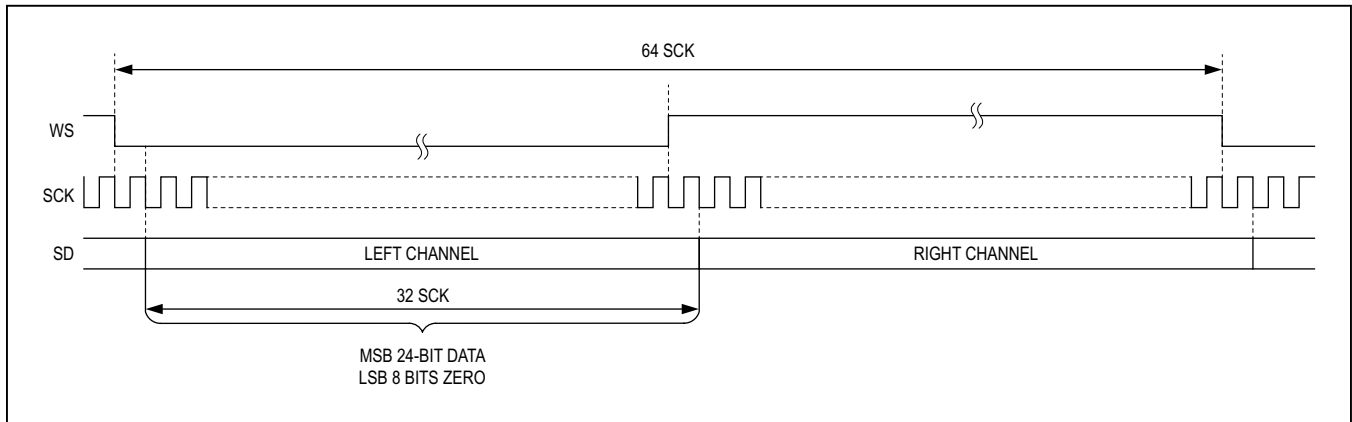 64 SCK
WS
SCK
SD
LEFT CHANNEL
RIGHT CHANNEL
32 SCK
MSB 24-BIT DATA
LSB 8 BITS ZERO